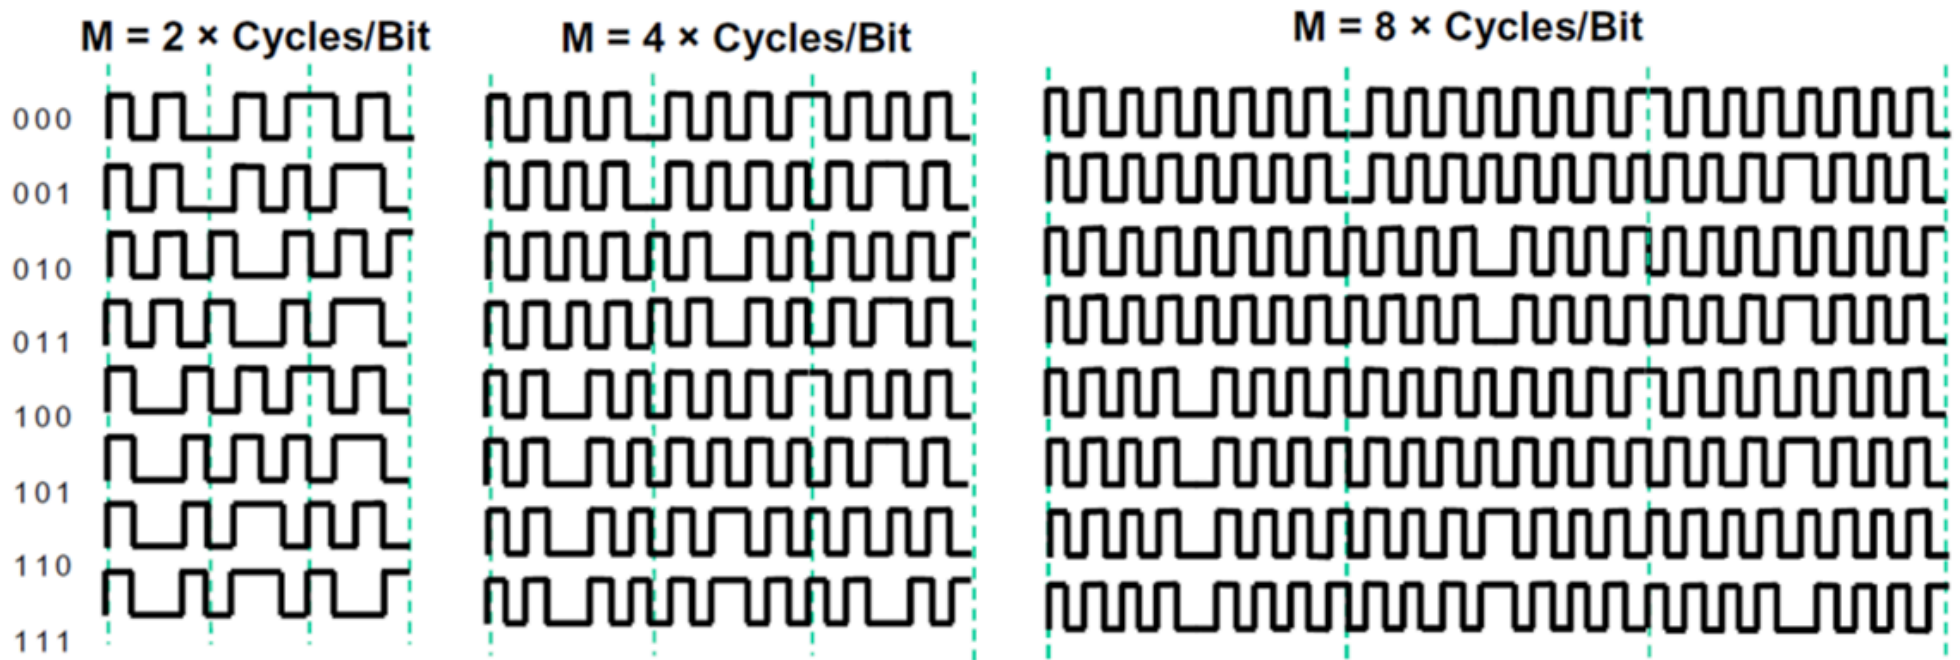 M = 2 × Cycles/Bit
M = 4 × Cycles/Bit
M = 8 × Cycles/Bit
000
001
010
011
100
101
110
111